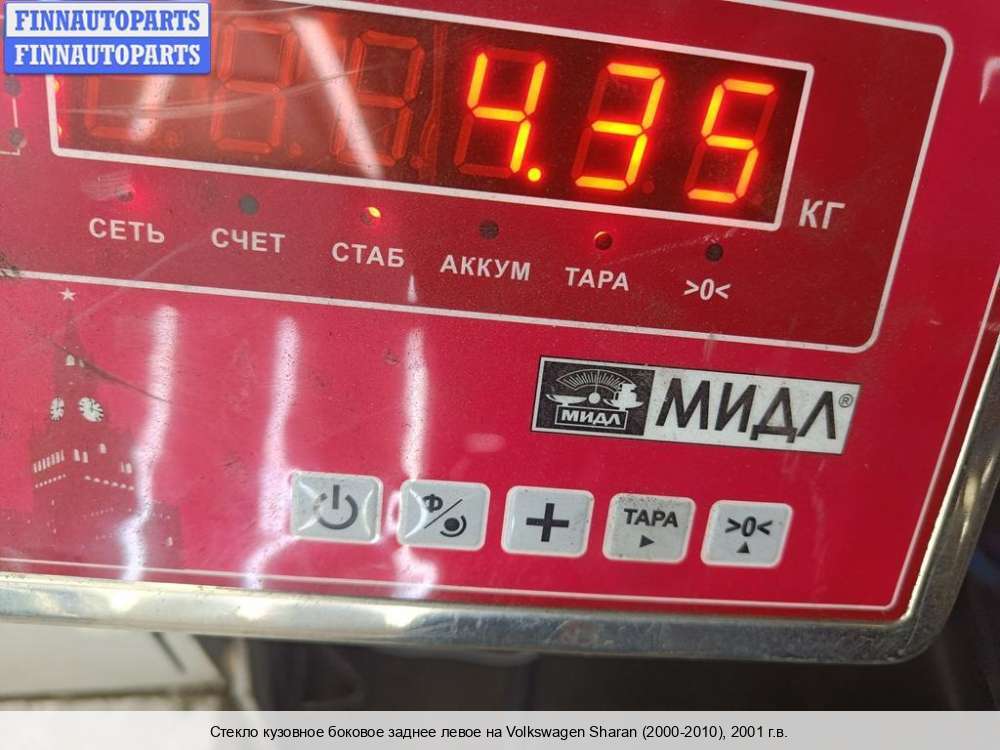 FINNAUTOPARTS
FINNAUTOPARTS
4.35
КГ
СЕТЬ СЧЕТ СТАБ АККУМ ТАРА >0<
МИДЛ МИДЛ®
Ф
+
ТАРА
>0<
Стекло кузовное боковое заднее левое на Volkswagen Sharan (2000-2010), 2001 г.в.